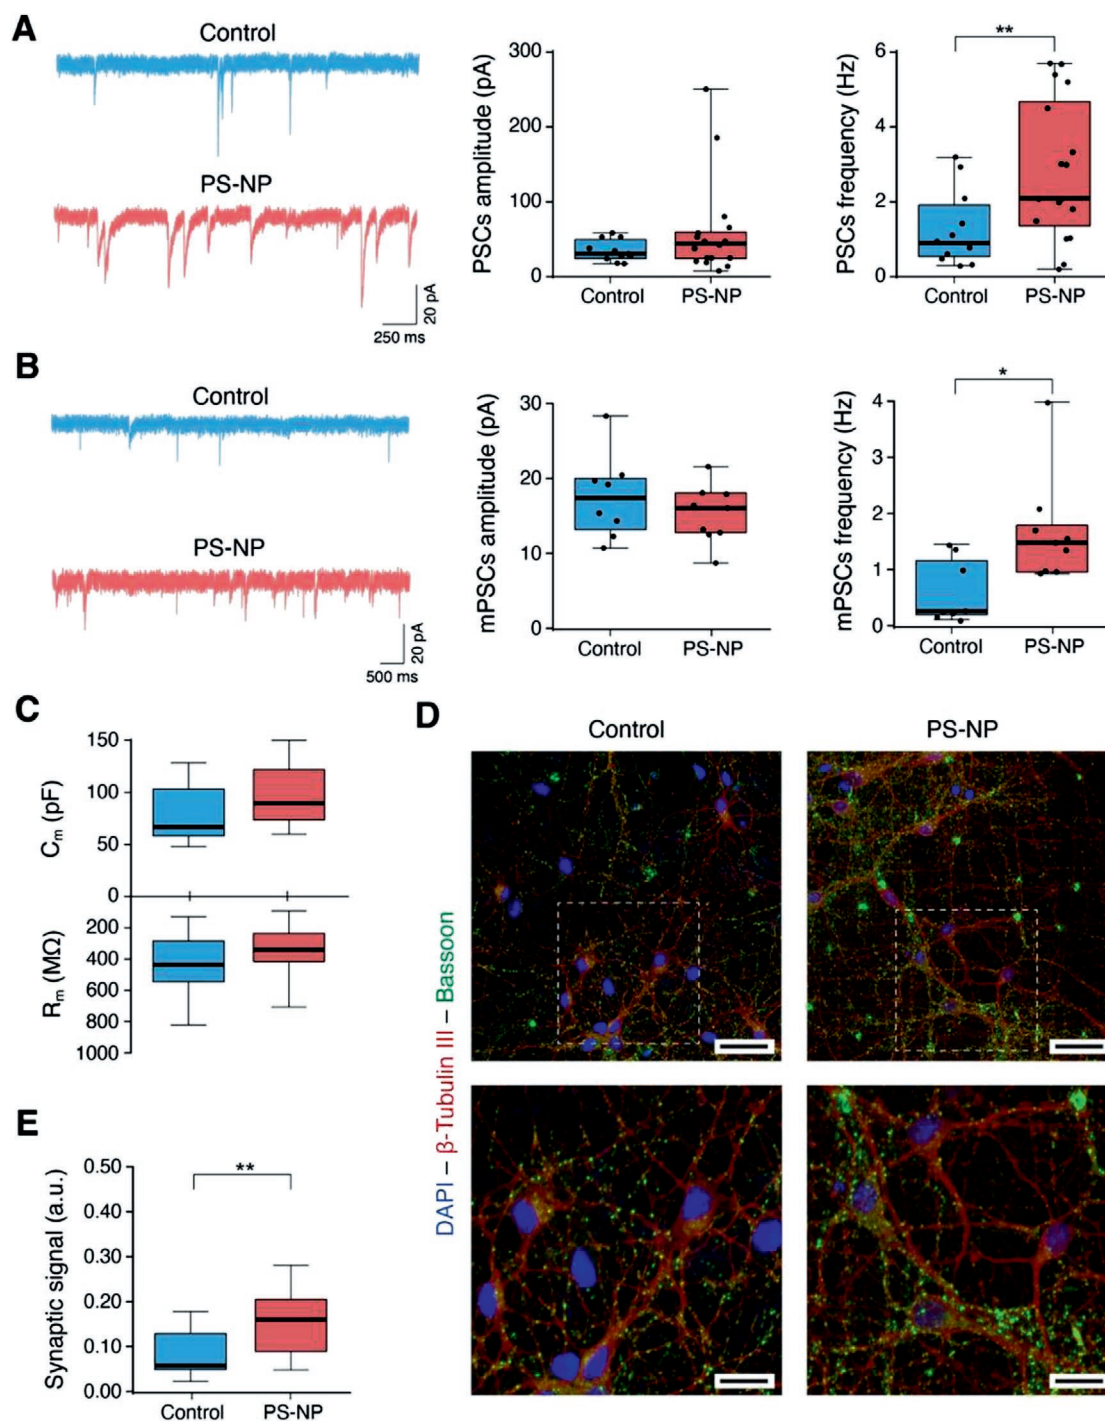 A
Control
PS-NP
20 pA
250 ms
PSCs amplitude (pA)
300
200
100
0
Control
PS-NP
PSCs frequency (Hz)
**
6
4
2
0
Control
PS-NP
B
Control
PS-NP
20 pA
500 ms
mPSCs amplitude (pA)
30
20
10
0
Control
PS-NP
mPSCs frequency (Hz)
*
4
3
2
1
0
Control
PS-NP
C
Cₘ (pF)
150
100
50
0
Rₘ (MΩ)
200
400
600
800
1000
D
Control
PS-NP
DAPI – β-Tubulin III – Bassoon
E
Synaptic signal (a.u.)
**
0.50
0.40
0.30
0.20
0.10
0.00
Control
PS-NP